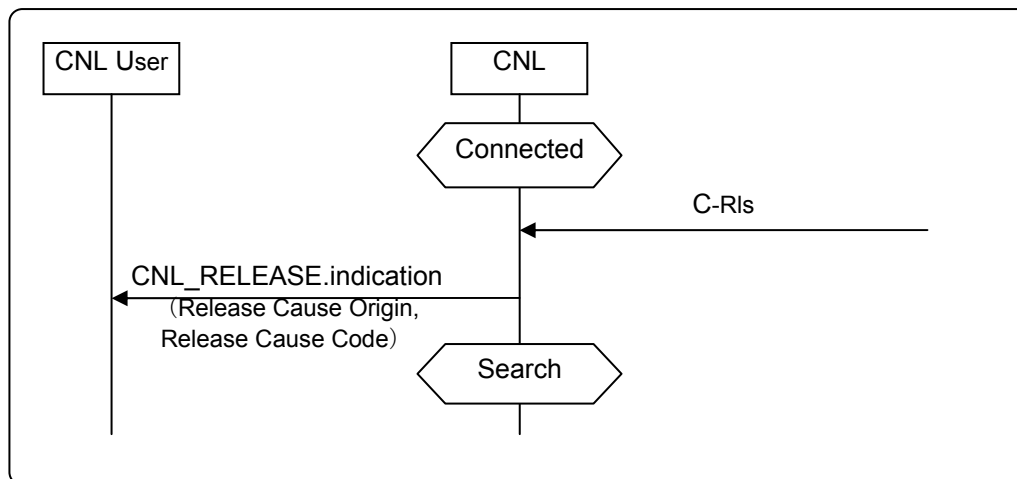 CNL User
CNL
Connected
C-Rls
CNL_RELEASE.indication
（Release Cause Origin,
Release Cause Code）
Search